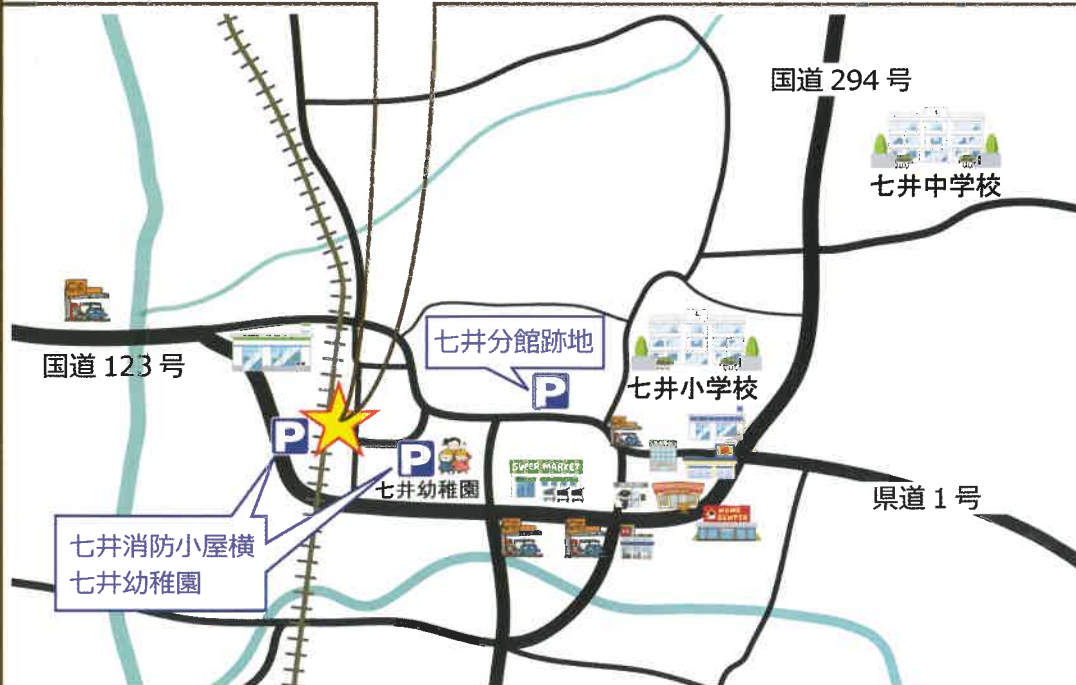 国道 294 号
七井中学校
国道 123 号
七井分館跡地
P
七井小学校
P
P
七井幼稚園
SUPER MARKET
県道 1 号
HOME CENTER
七井消防小屋横
七井幼稚園